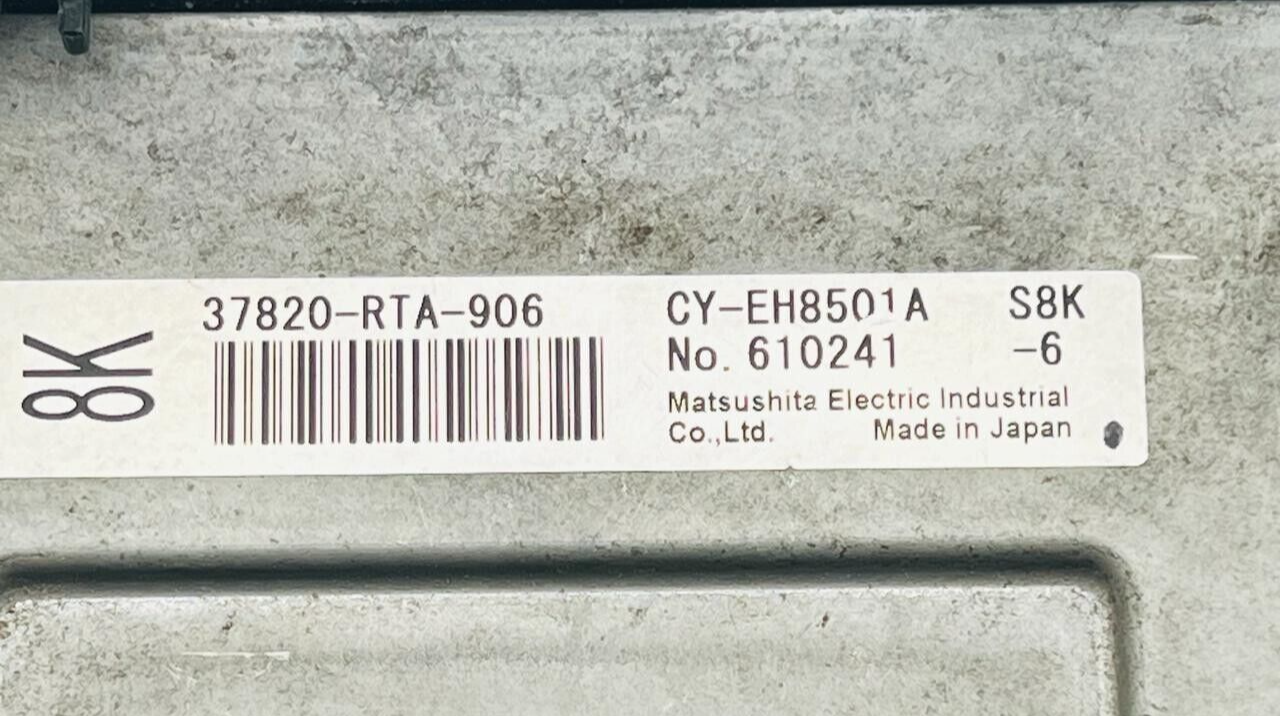 8K
37820-RTA-906
CY-EH8501A S8K
No. 610241 -6
Matsushita Electric Industrial
Co.,Ltd. Made in Japan